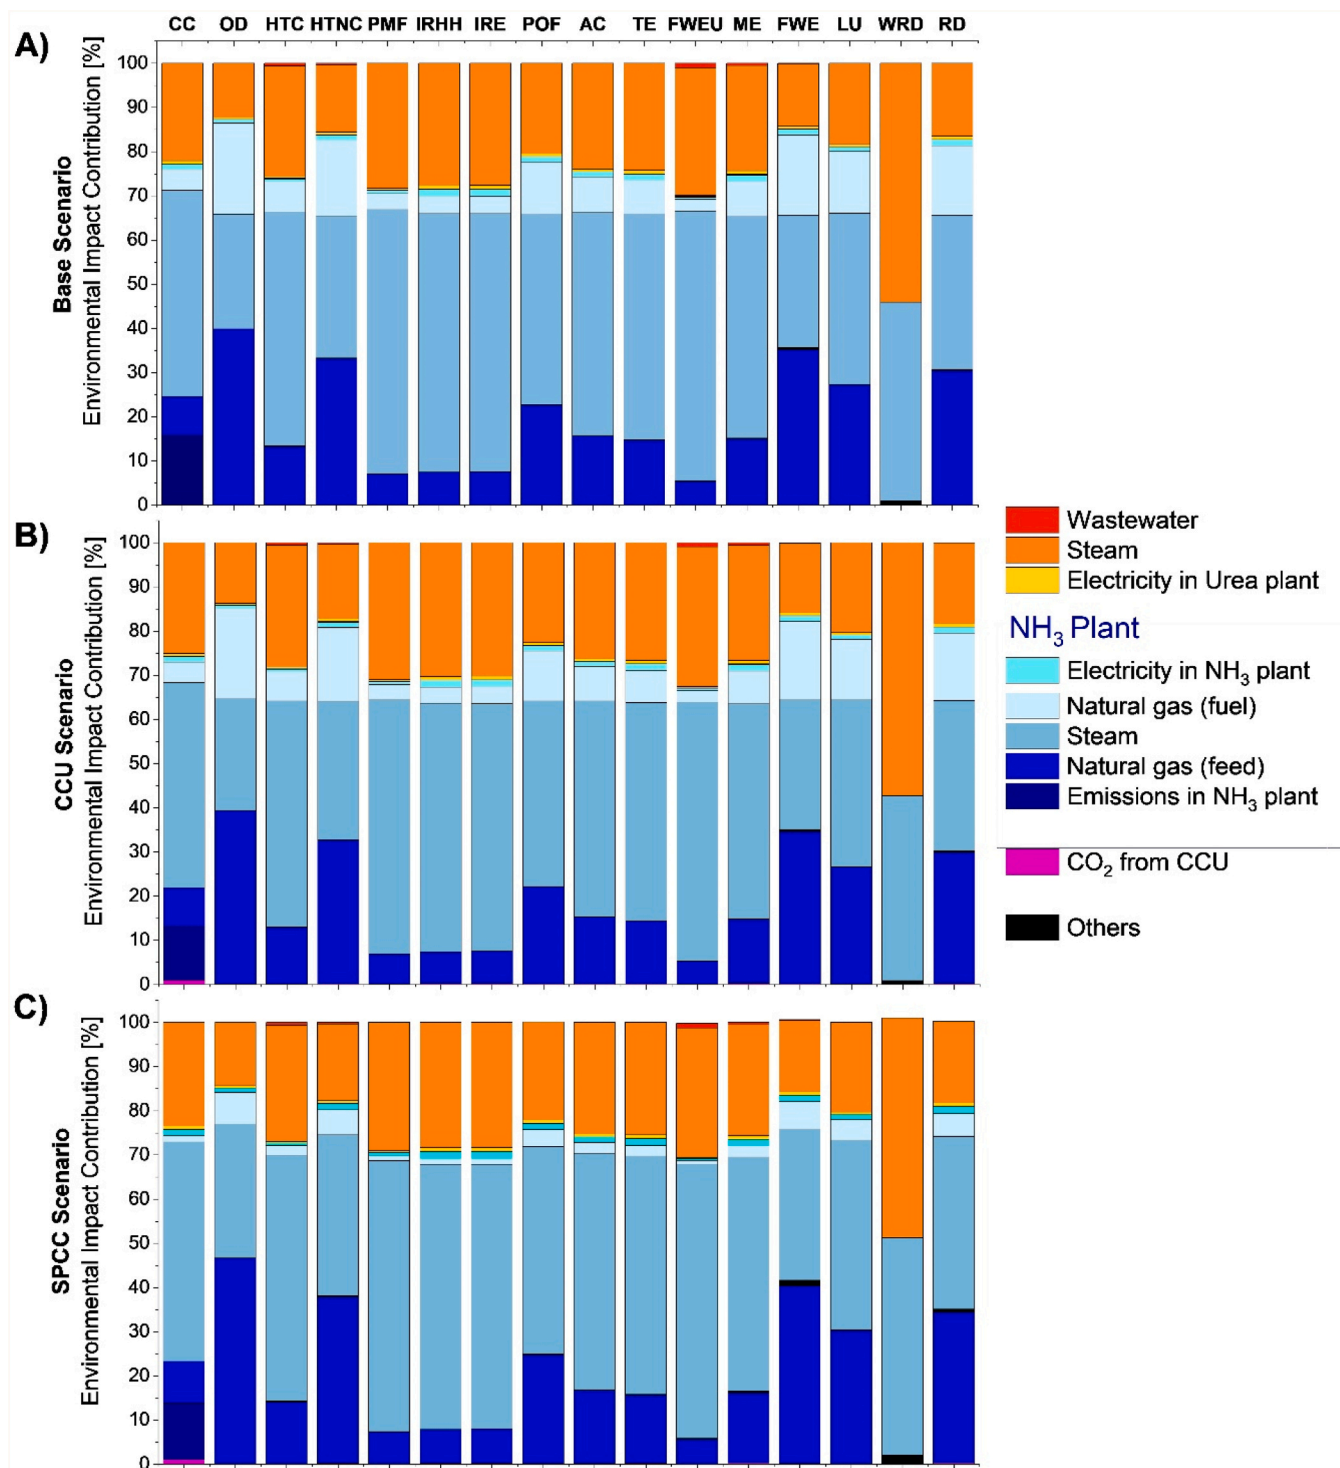 CC OD HTC HTNC PMF IRHH IRE POF AC TE FWEU ME FWE LU WRD RD
A)
Base Scenario
Environmental Impact Contribution [%]
100
90
80
70
60
50
40
30
20
10
0
B)
CCU Scenario
Environmental Impact Contribution [%]
100
90
80
70
60
50
40
30
20
10
0
C)
SPCC Scenario
Environmental Impact Contribution [%]
100
90
80
70
60
50
40
30
20
10
0
Wastewater
Steam
Electricity in Urea plant
NH3 Plant
Electricity in NH3 plant
Natural gas (fuel)
Steam
Natural gas (feed)
Emissions in NH3 plant
CO2 from CCU
Others